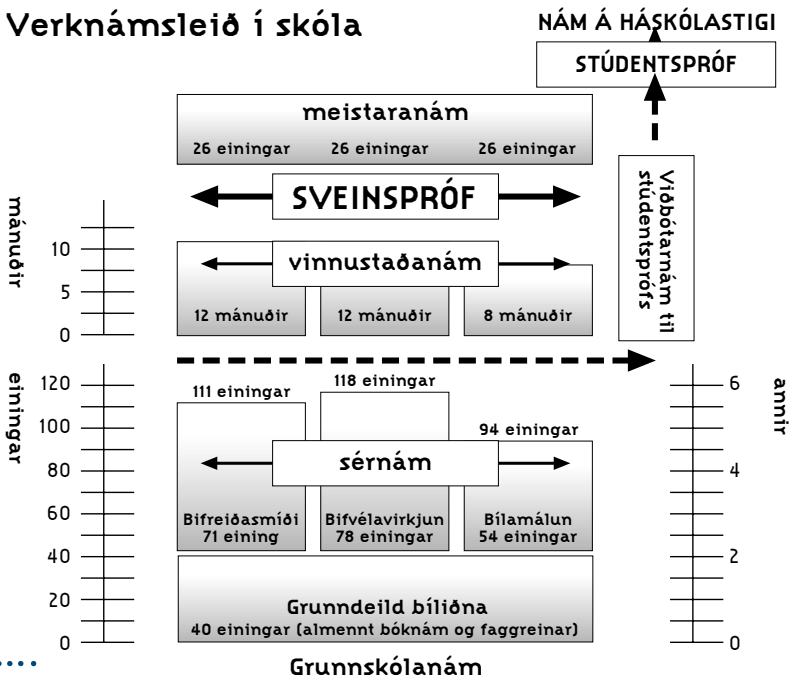 Verknámsleið í skóla
NÁM Á HÁSKÓLASTIGI
STÚDENTSPRÓF
meistaranám
26 einingar 26 einingar 26 einingar
SVEINSPRÓF
Viðbótarnám til
stúdentsprófs
mánuðir
10
5
0
vinnustaðanám
12 mánuðir 12 mánuðir 8 mánuðir
einingar
120
100
80
60
40
20
0
111 einingar
118 einingar
94 einingar
sérnám
Bifreiðasmíði
71 eining
Bifvélavirkjun
78 einingar
Bílamálun
54 einingar
Grunndeild bíliðna
40 einingar (almennt bóknám og faggreinar)
annir
6
4
2
0
Grunnskólanám